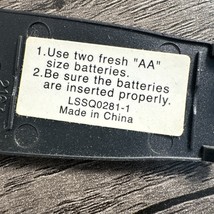 1.Use two fresh "AA"
size batteries.
2.Be sure the batteries
are inserted properly.
LSSQ0281-1
Made in China